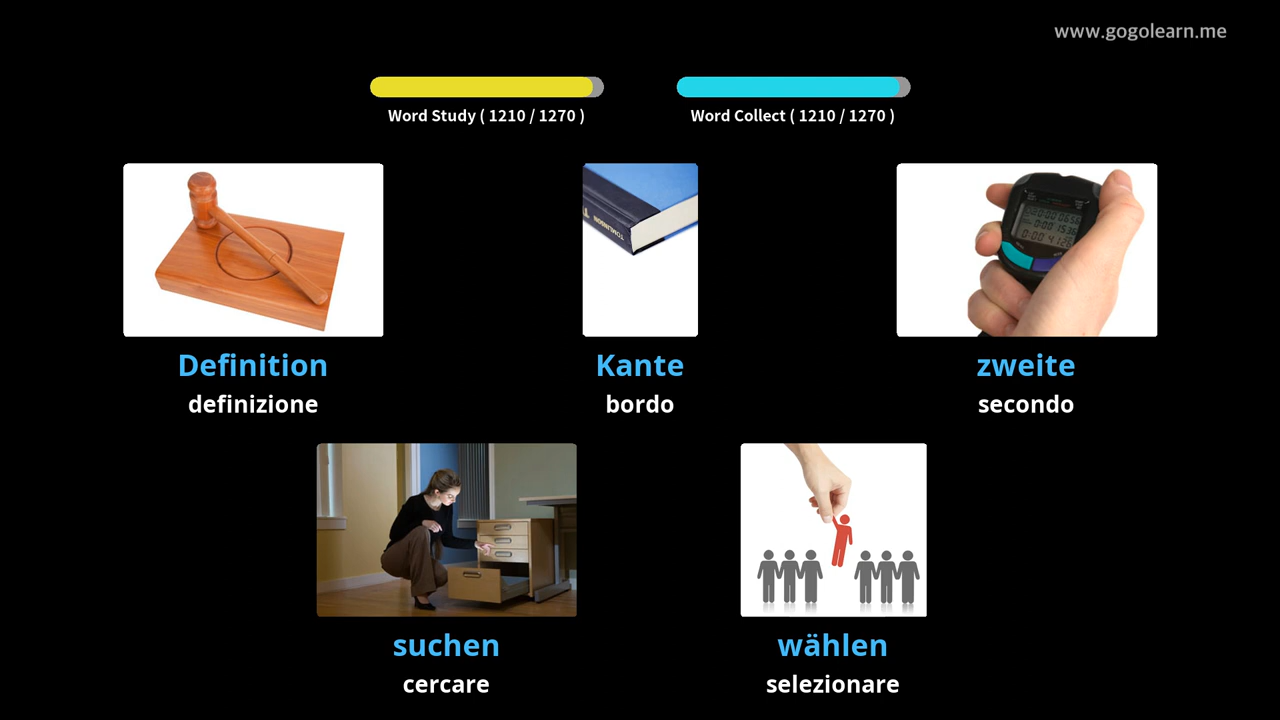 www.gogolearn.me
Word Study ( 1210 / 1270 )
Word Collect ( 1210 / 1270 )
TOMLINSON
Definition
definizione
Kante
bordo
zweite
secondo
suchen
cercare
wählen
selezionare